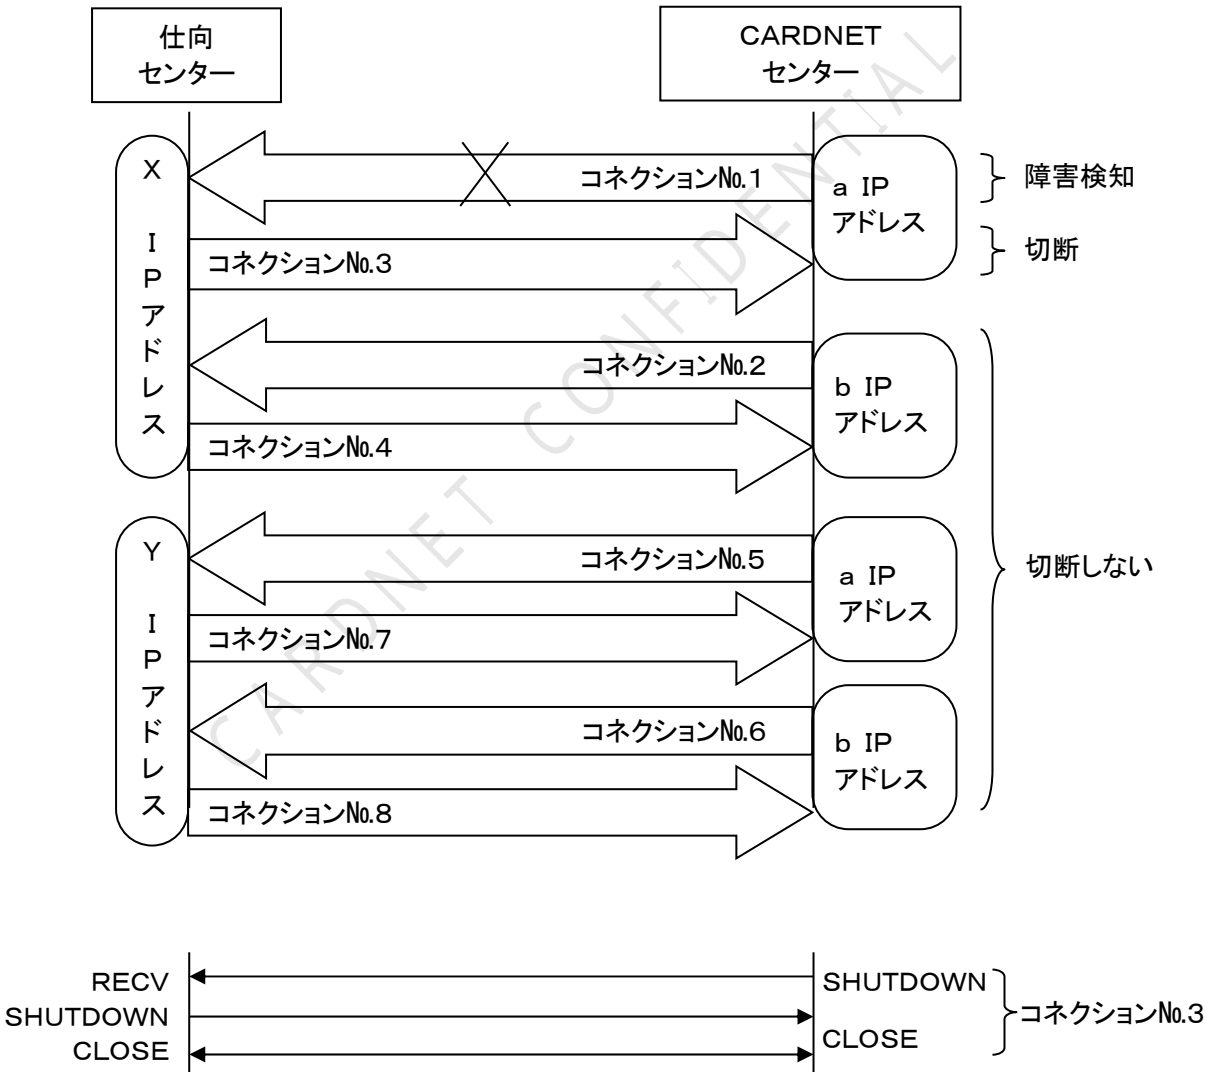 仕向
センター
CARDNET
センター
X IPアドレス
コネクション№1
a IP
アドレス
障害検知
コネクション№3
切断
コネクション№2
b IP
アドレス
コネクション№4
Y IPアドレス
コネクション№5
a IP
アドレス
切断しない
コネクション№7
コネクション№6
b IP
アドレス
コネクション№8
CARDNET CONFIDENTIAL
RECV
SHUTDOWN
SHUTDOWN
コネクション№3
CLOSE
CLOSE